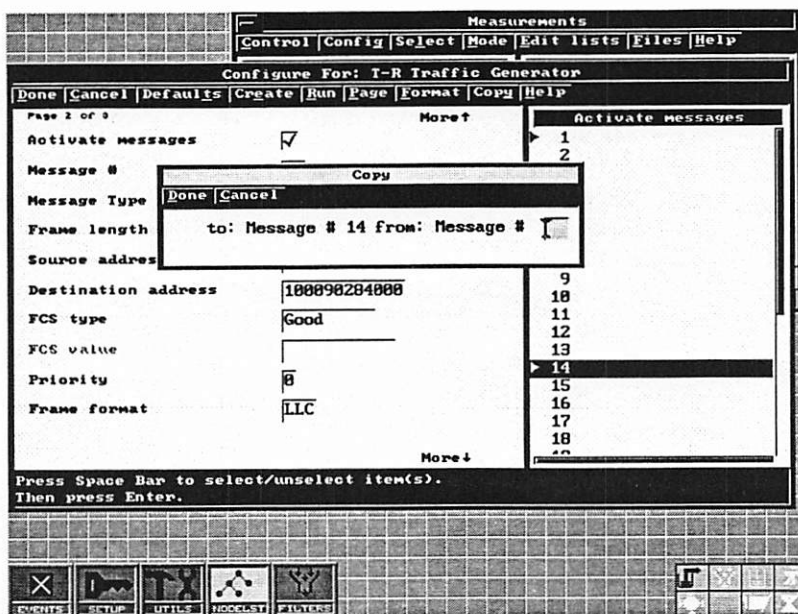 Measurements
Control Config Select Mode Edit lists Files Help
Configure For: T-R Traffic Generator
Done Cancel Defaults Create Run Page Format Copy Help
Page 2 of 3
More↑
Activate messages
Message #
Message Type
Frame length
Source addres
Destination address 100090284000
FCS type Good
FCS value
Priority 0
Frame format LLC
More↓
Copy
Done Cancel
to: Message # 14 from: Message #
Activate messages
1
2
9
10
11
12
13
14
15
16
17
18
Press Space Bar to select/unselect item(s).
Then press Enter.
EVENTS SETUP UTILS NODELST FILTERS